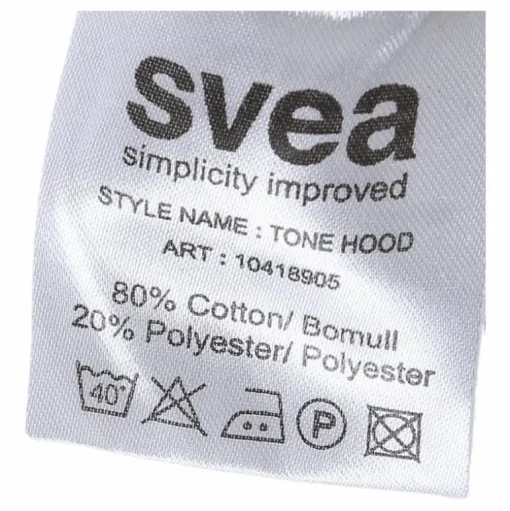 svea
simplicity improved
STYLE NAME : TONE HOOD
ART : 10418905
80% Cotton/ Bomull
20% Polyester/ Polyester
40°
P